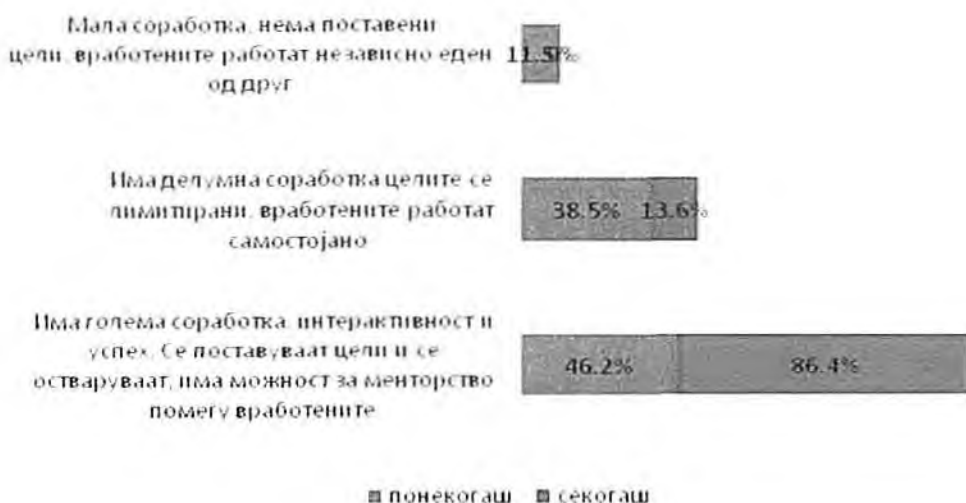 Мала соработка, нема поставени
цели, вработените работат независно еден
од друг
11.5%
Има делумна соработка целите се
лимитирани, вработените работат
самостојано
38.5% 13.6%
Има голема соработка, интерактивност и
успех. Се поставуваат цели и се
остваруваат, има можност за менторство
помеѓу вработените
46.2% 86.4%
понекогаш секогаш